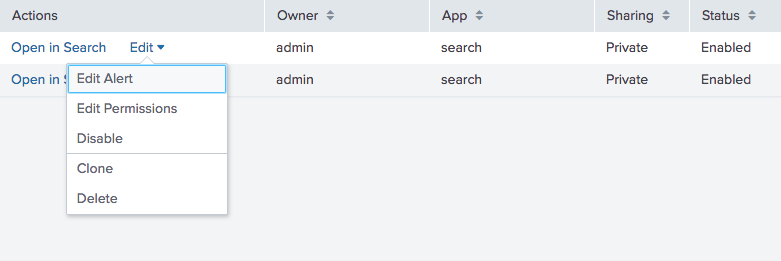 Actions Owner App Sharing Status
Open in Search Edit admin search Private Enabled
Open in admin search Private Enabled
Edit Alert
Edit Permissions
Disable
Clone
Delete